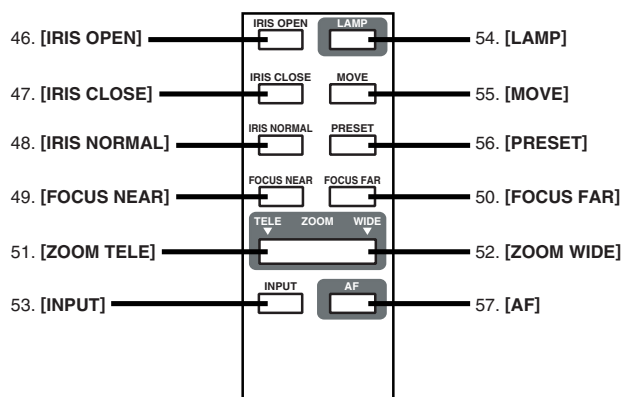 46. [IRIS OPEN]
IRIS OPEN
LAMP
54. [LAMP]
47. [IRIS CLOSE]
IRIS CLOSE
MOVE
55. [MOVE]
48. [IRIS NORMAL]
IRIS NORMAL
PRESET
56. [PRESET]
49. [FOCUS NEAR]
FOCUS NEAR
FOCUS FAR
50. [FOCUS FAR]
TELE ZOOM WIDE
51. [ZOOM TELE]
52. [ZOOM WIDE]
53. [INPUT]
INPUT
AF
57. [AF]